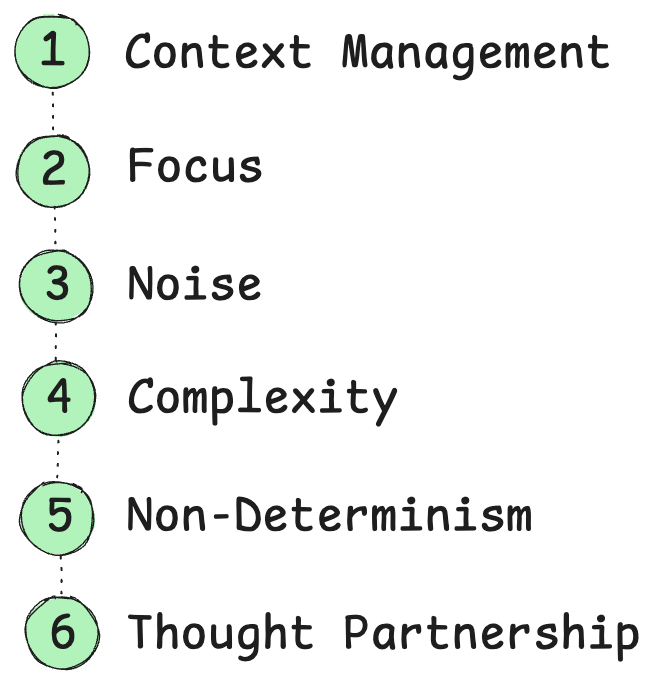 1 Context Management
2 Focus
3 Noise
4 Complexity
5 Non-Determinism
6 Thought Partnership